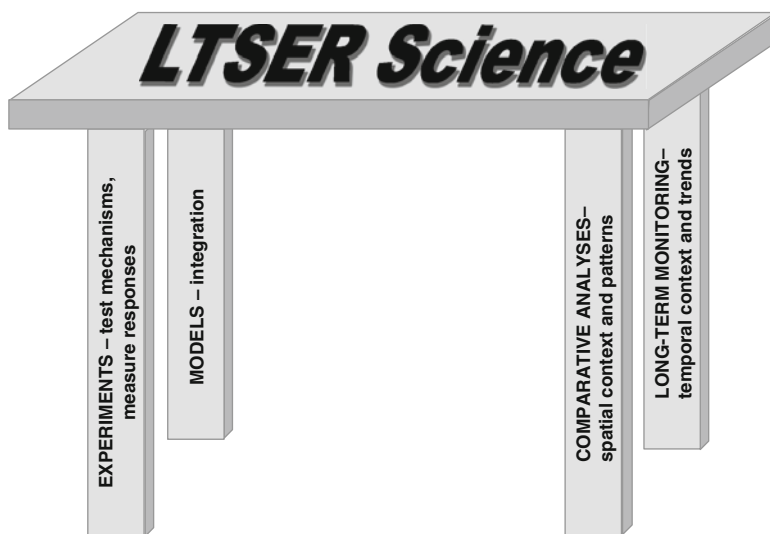 LTSER Science
EXPERIMENTS – test mechanisms,
measure responses
MODELS – integration
COMPARATIVE ANALYSES–
spatial context and patterns
LONG-TERM MONITORING–
temporal context and trends